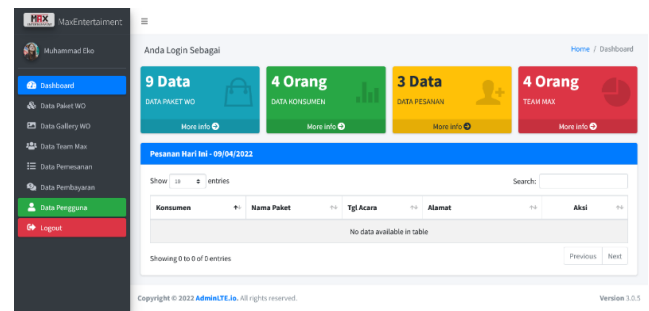 MAX
MaxEntertaiment
Muhammad Eko
Anda Login Sebagai
Home / Dashboard
Dashboard
Data Paket WO
Data Gallery WO
Data Team Max
Data Pemesanan
Data Pembayaran
Data Pengguna
Logout
9 Data
DATA PAKET WO
More info
4 Orang
DATA KONSUMEN
More info
3 Data
DATA PESANAN
More info
4 Orang
TEAM MAX
More info
Pesanan Hari Ini - 09/04/2022
Show 10 entries
Search:
Konsumen Nama Paket Tgl Acara Alamat Aksi
No data available in table
Showing 0 to 0 of 0 entries
Previous Next
Copyright © 2022 AdminLTE.io. All rights reserved.
Version 3.0.5